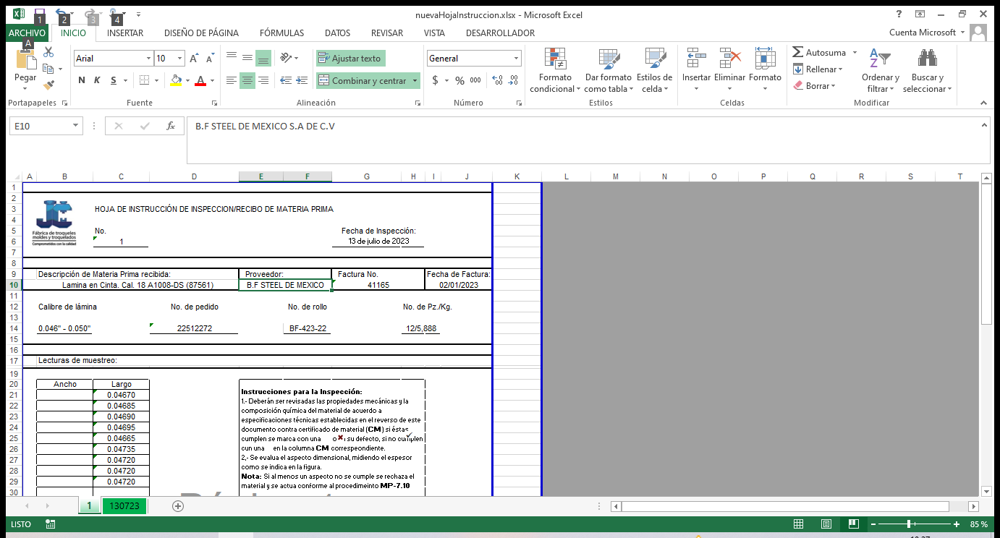 1 2 3 4
nuevaHojaInstruccion.xlsx - Microsoft Excel
ARCHIVO INICIO INSERTAR DISEÑO DE PÁGINA FÓRMULAS DATOS REVISAR VISTA DESARROLLADOR Cuenta Microsoft
A
Pegar
Arial 10
N K S
Ajustar texto
Combinar y centrar
General
$ % 000
Formato condicional
Dar formato como tabla
Estilos de celda
Insertar Eliminar Formato
Autosuma
Rellenar
Borrar
Ordenar y filtrar
Buscar y seleccionar
Portapapeles Fuente Alineación Número Estilos Celdas Modificar
E10 fx B.F STEEL DE MEXICO S.A DE C.V
A B C D E F G H I J K L M N O P Q R S T
1
2
3 HOJA DE INSTRUCCIÓN DE INSPECCION/RECIBO DE MATERIA PRIMA
4
JC
Fábrica de troqueles
moldes y troquelados
Comprometidos con la calidad
5 No. Fecha de Inspección:
6 1 13 de julio de 2023
7
8
9 Descripción de Materia Prima recibida: Proveedor: Factura No. Fecha de Factura:
10 Lamina en Cinta. Cal. 18 A1008-DS (87561) B.F STEEL DE MEXICO 41165 02/01/2023
11
12 Calibre de lámina No. de pedido No. de rollo No. de Pz./Kg.
13
14 0.046" - 0.050" 22512272 BF-423-22 12/5,888
15
16
17 Lecturas de muestreo:
19
20 Ancho Largo
21 0.04670
22 0.04685
23 0.04690
24 0.04695
25 0.04665
26 0.04735
27 0.04720
28 0.04720
29 0.04720
30
Instrucciones para la Inspección:
1.- Deberán ser revisadas las propiedades mecánicas y la
composición química del material de acuerdo a
especificaciones técnicas establecidas en el reverso de este
documento contra certificado de material (CM) si éstas
cumplen se marca con una o su defecto, si no cumplen
cun una en la columna CM correspondeiente.
2,- Se evalua el aspecto dimensional, midiendo el espesor
como se indica en la figura.
Nota: Si al menos un aspecto no se cumple se rechaza el
material y se actua conforme al procedimeinto MP-7.10
1 130723
LISTO 85 %